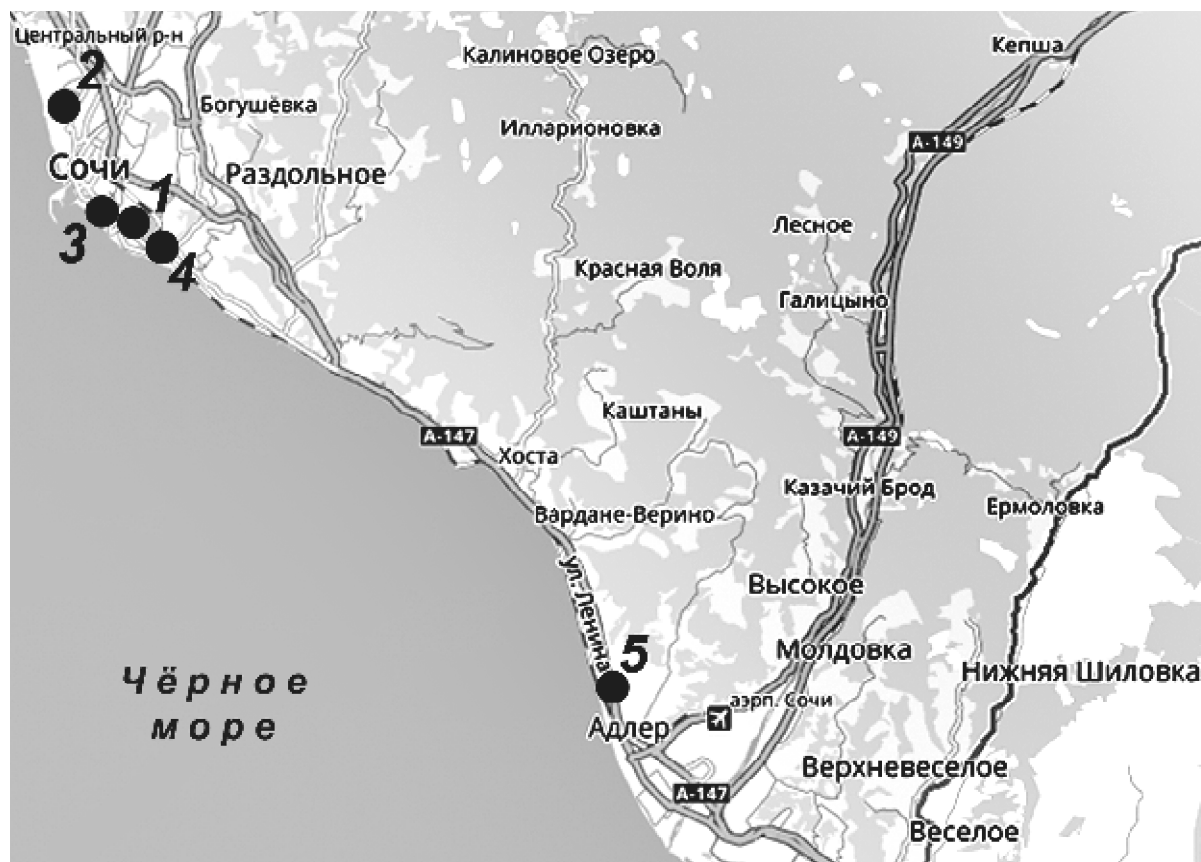 Центральный р-н
2
Калиновое Озеро
Кепша
Богушёвка
Илларионовка
А-149
Сочи
Раздольное
1
3
4
Лесное
Красная Воля
Галицыно
Каштаны
А-147
А-149
Хоста
Казачий Брод
Вардане-Верино
Ермоловка
ул. Ленина
Высокое
5
Молдовка
Нижняя Шиловка
Чёрное
море
аэрп. Сочи
Адлер
Верхневеселое
А-147
Веселое